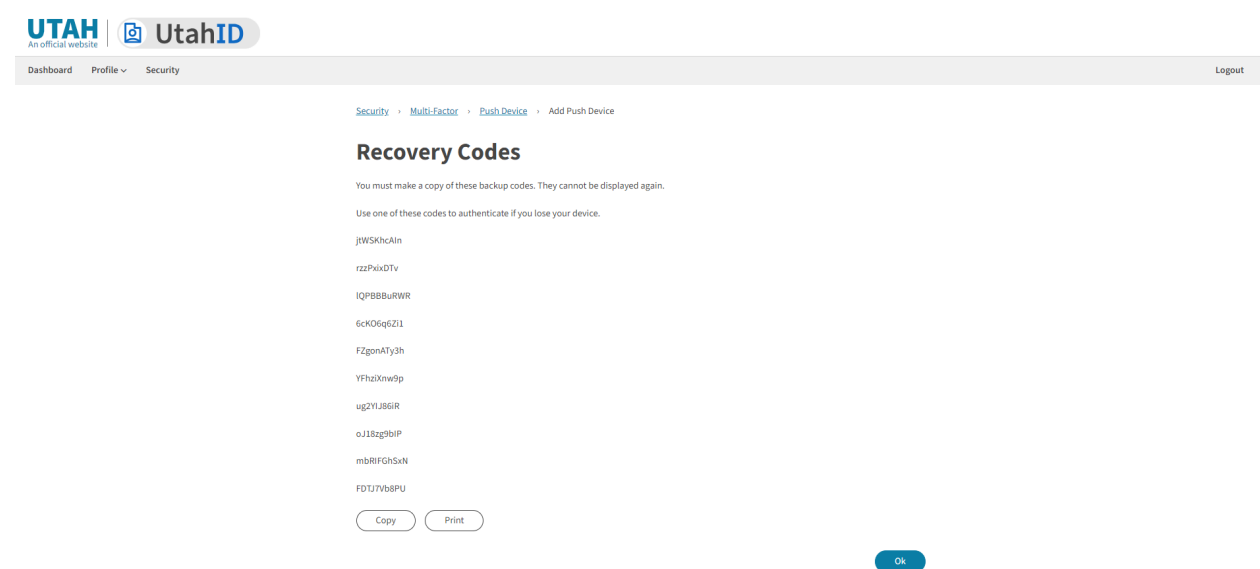 UTAH
An official website
UtahID
Dashboard Profile Security Logout
Security › Multi-Factor › Push Device › Add Push Device
Recovery Codes
You must make a copy of these backup codes. They cannot be displayed again.
Use one of these codes to authenticate if you lose your device.
jtWSKhcAIn
rzzPxixDTv
lQPBBBuRWR
6cKO6q6Zi1
FZgonATy3h
YFhziXnw9p
ug2YIJ86iR
oJ18zg9bIP
mbRIFGhSxN
FDTJ7Vb8PU
Copy Print
Ok